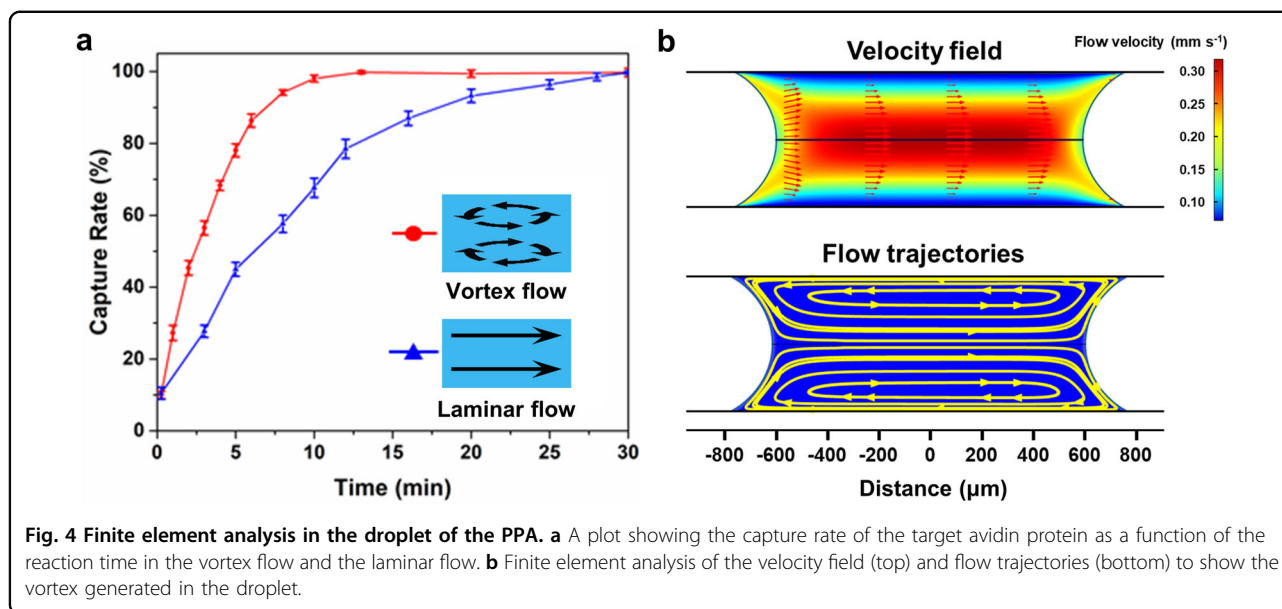 a
Capture Rate (%)
100
80
60
40
20
0
0 5 10 15 20 25 30
Time (min)
Vortex flow
Laminar flow
b
Velocity field
Flow velocity (mm s⁻¹)
0.30
0.25
0.20
0.15
0.10
Flow trajectories
-800 -600 -400 -200 0 200 400 600 800
Distance (µm)
Fig. 4 Finite element analysis in the droplet of the PPA. a A plot showing the capture rate of the target avidin protein as a function of the
reaction time in the vortex flow and the laminar flow. b Finite element analysis of the velocity field (top) and flow trajectories (bottom) to show the
vortex generated in the droplet.